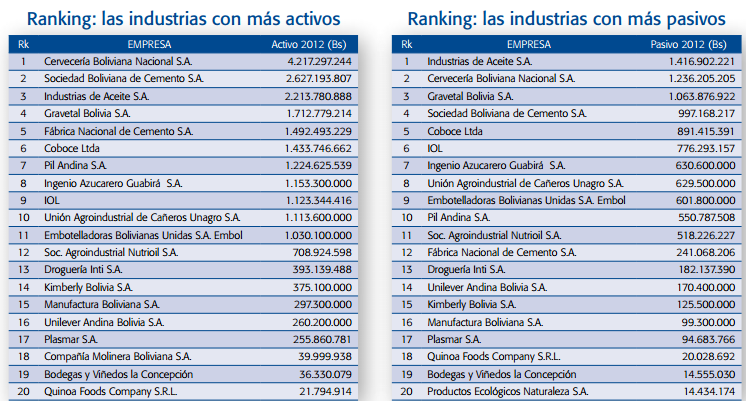 Ranking: las industrias con más activos
Rk EMPRESA Activo 2012 (Bs)
1 Cervecería Boliviana Nacional S.A. 4.217.297.244
2 Sociedad Boliviana de Cemento S.A. 2.627.193.807
3 Industrias de Aceite S.A. 2.213.780.888
4 Gravetal Bolivia S.A. 1.712.779.214
5 Fábrica Nacional de Cemento S.A. 1.492.493.229
6 Coboce Ltda 1.433.746.662
7 Pil Andina S.A. 1.224.625.539
8 Ingenio Azucarero Guabirá S.A. 1.153.300.000
9 IOL 1.123.344.416
10 Unión Agroindustrial de Cañeros Unagro S.A. 1.113.600.000
11 Embotelladoras Bolivianas Unidas S.A. Embol 1.030.100.000
12 Soc. Agroindustrial Nutrioil S.A. 708.924.598
13 Droguería Inti S.A. 393.139.488
14 Kimberly Bolivia S.A. 375.100.000
15 Manufactura Boliviana S.A. 297.300.000
16 Unilever Andina Bolivia S.A. 260.200.000
17 Plasmar S.A. 255.860.781
18 Compañía Molinera Boliviana S.A. 39.999.938
19 Bodegas y Viñedos la Concepción 36.330.079
20 Quinoa Foods Company S.R.L. 21.794.914
Ranking: las industrias con más pasivos
Rk EMPRESA Pasivo 2012 (Bs)
1 Industrias de Aceite S.A. 1.416.902.221
2 Cervecería Boliviana Nacional S.A. 1.236.205.205
3 Gravetal Bolivia S.A. 1.063.876.922
4 Sociedad Boliviana de Cemento S.A. 997.168.217
5 Coboce Ltda 891.415.391
6 IOL 776.293.157
7 Ingenio Azucarero Guabirá S.A. 630.600.000
8 Unión Agroindustrial de Cañeros Unagro S.A. 629.500.000
9 Embotelladoras Bolivianas Unidas S.A. Embol 601.800.000
10 Pil Andina S.A. 550.787.508
11 Soc. Agroindustrial Nutrioil S.A. 518.226.227
12 Fábrica Nacional de Cemento S.A. 241.068.206
13 Droguería Inti S.A. 182.137.390
14 Unilever Andina Bolivia S.A. 170.400.000
15 Kimberly Bolivia S.A. 125.500.000
16 Manufactura Boliviana S.A. 99.300.000
17 Plasmar S.A. 94.683.766
18 Quinoa Foods Company S.R.L. 20.028.692
19 Bodegas y Viñedos la Concepción 14.555.030
20 Productos Ecológicos Naturaleza S.A. 14.434.174